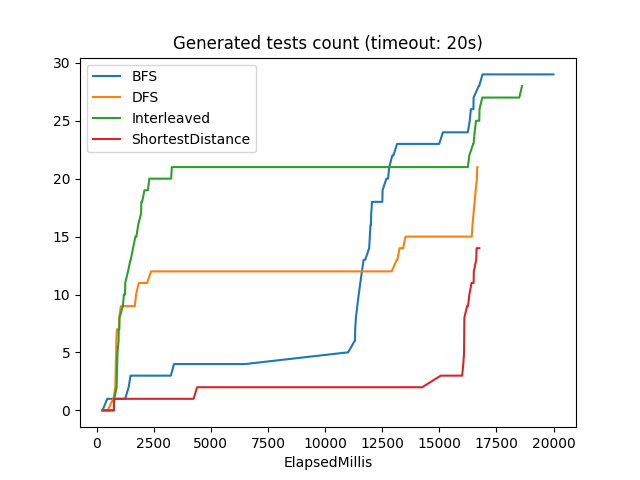 Generated tests count (timeout: 20s)
BFS
DFS
Interleaved
ShortestDistance
30
25
20
15
10
5
0
0 2500 5000 7500 10000 12500 15000 17500 20000
ElapsedMillis